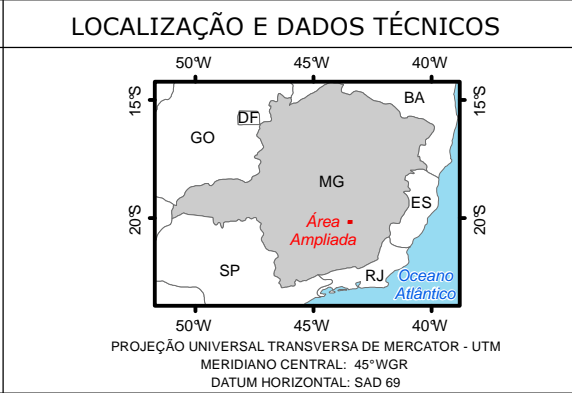 LOCALIZAÇÃO E DADOS TÉCNICOS
50°W 45°W 40°W
15°S 15°S
BA
DF
GO
MG
ES
Área
Ampliada
20°S 20°S
SP
RJ
Oceano
Atlântico
50°W 45°W 40°W
PROJEÇÃO UNIVERSAL TRANSVERSA DE MERCATOR - UTM
MERIDIANO CENTRAL: 45°WGR
DATUM HORIZONTAL: SAD 69